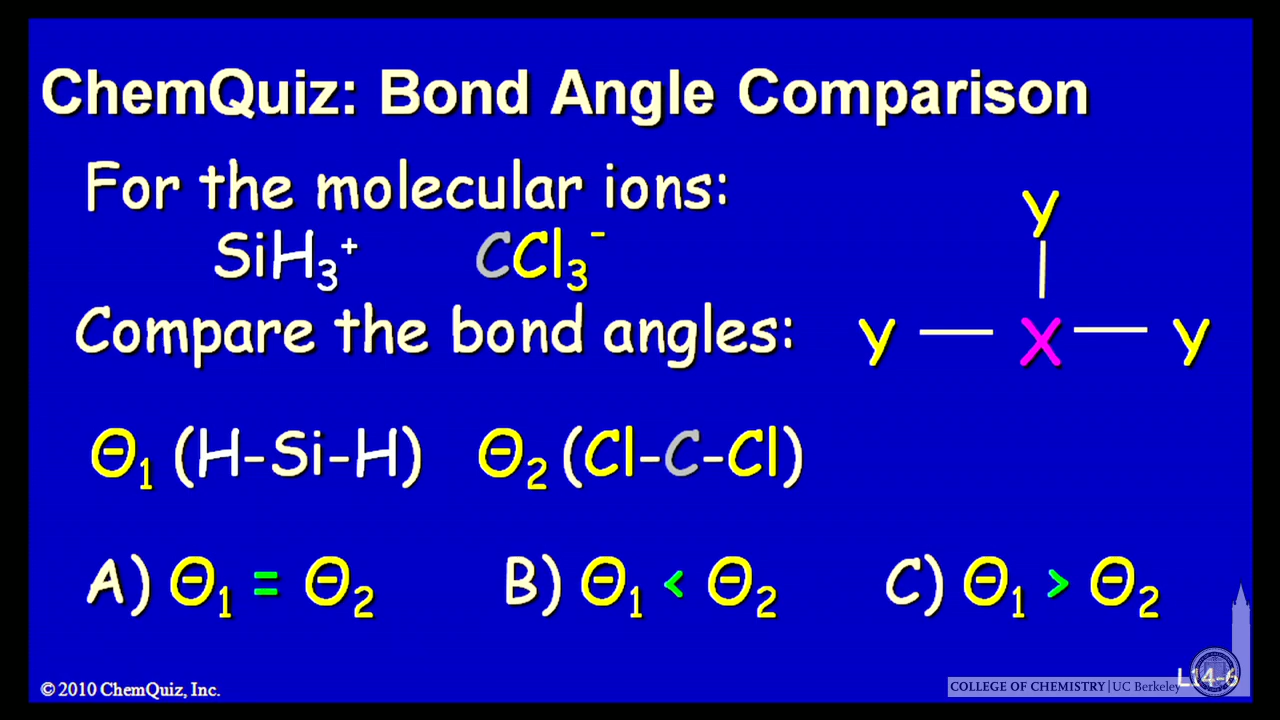 ChemQuiz: Bond Angle Comparison
For the molecular ions:
SiH₃⁺ CCl₃⁻
Compare the bond angles:
y
y — X — y
Θ₁ (H-Si-H) Θ₂ (Cl-C-Cl)
A) Θ₁ = Θ₂ B) Θ₁ < Θ₂ C) Θ₁ > Θ₂
© 2010 ChemQuiz, Inc.
COLLEGE OF CHEMISTRY | UC Berkeley
L14-6